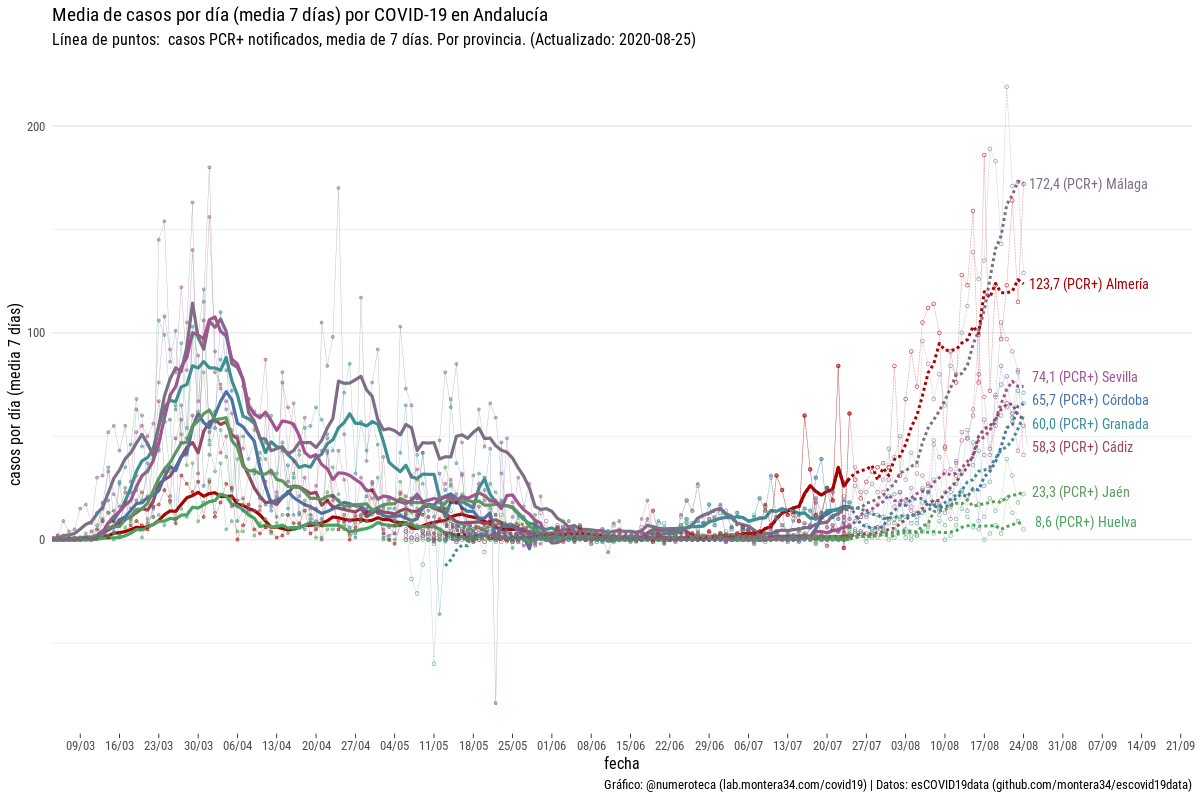 Media de casos por día (media 7 días) por COVID-19 en Andalucía
Línea de puntos:  casos PCR+ notificados, media de 7 días. Por provincia. (Actualizado: 2020-08-25)
casos por día (media 7 días)
200
100
0
172,4 (PCR+) Málaga
123,7 (PCR+) Almería
74,1 (PCR+) Sevilla
65,7 (PCR+) Córdoba
60,0 (PCR+) Granada
58,3 (PCR+) Cádiz
23,3 (PCR+) Jaén
8,6 (PCR+) Huelva
09/03 16/03 23/03 30/03 06/04 13/04 20/04 27/04 04/05 11/05 18/05 25/05 01/06 08/06 15/06 22/06 29/06 06/07 13/07 20/07 27/07 03/08 10/08 17/08 24/08 31/08 07/09 14/09 21/09
fecha
Gráfico: @numeroteca (lab.montera34.com/covid19) | Datos: esCOVID19data (github.com/montera34/escovid19data)